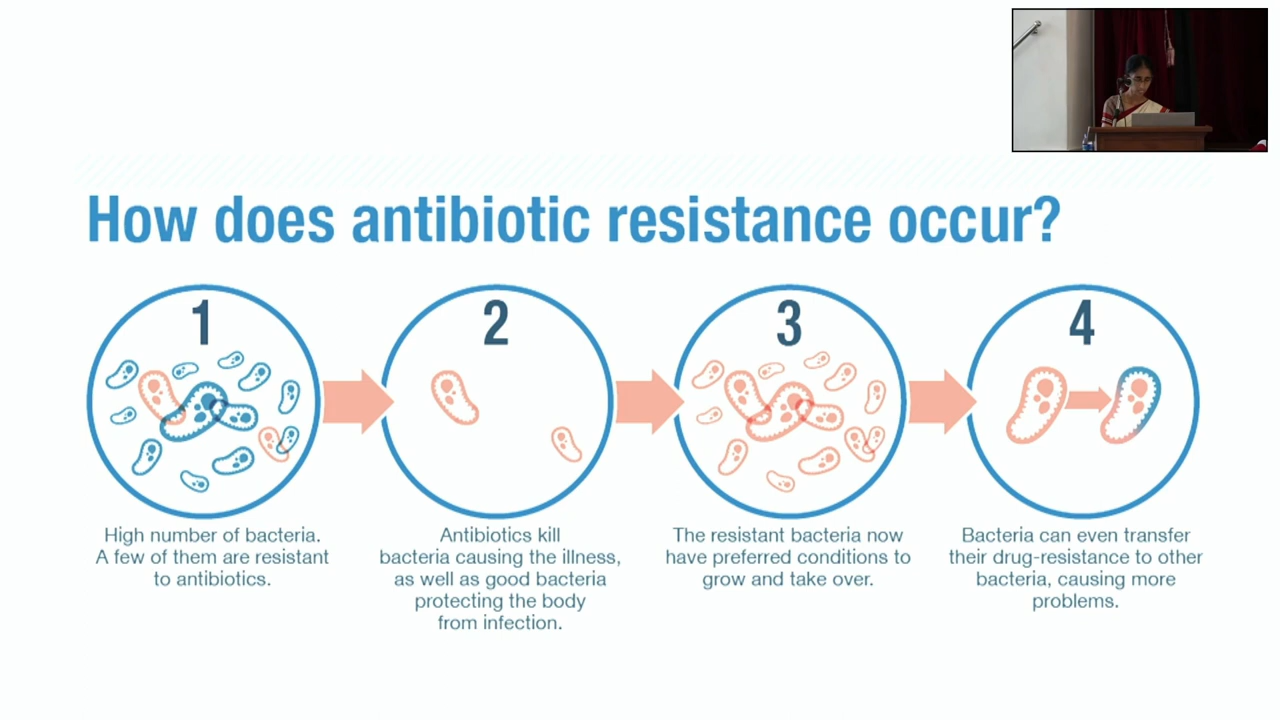 How does antibiotic resistance occur?
1
2
3
4
High number of bacteria.
A few of them are resistant
to antibiotics.
Antibiotics kill
bacteria causing the illness,
as well as good bacteria
protecting the body
from infection.
The resistant bacteria now
have preferred conditions to
grow and take over.
Bacteria can even transfer
their drug-resistance to other
bacteria, causing more
problems.